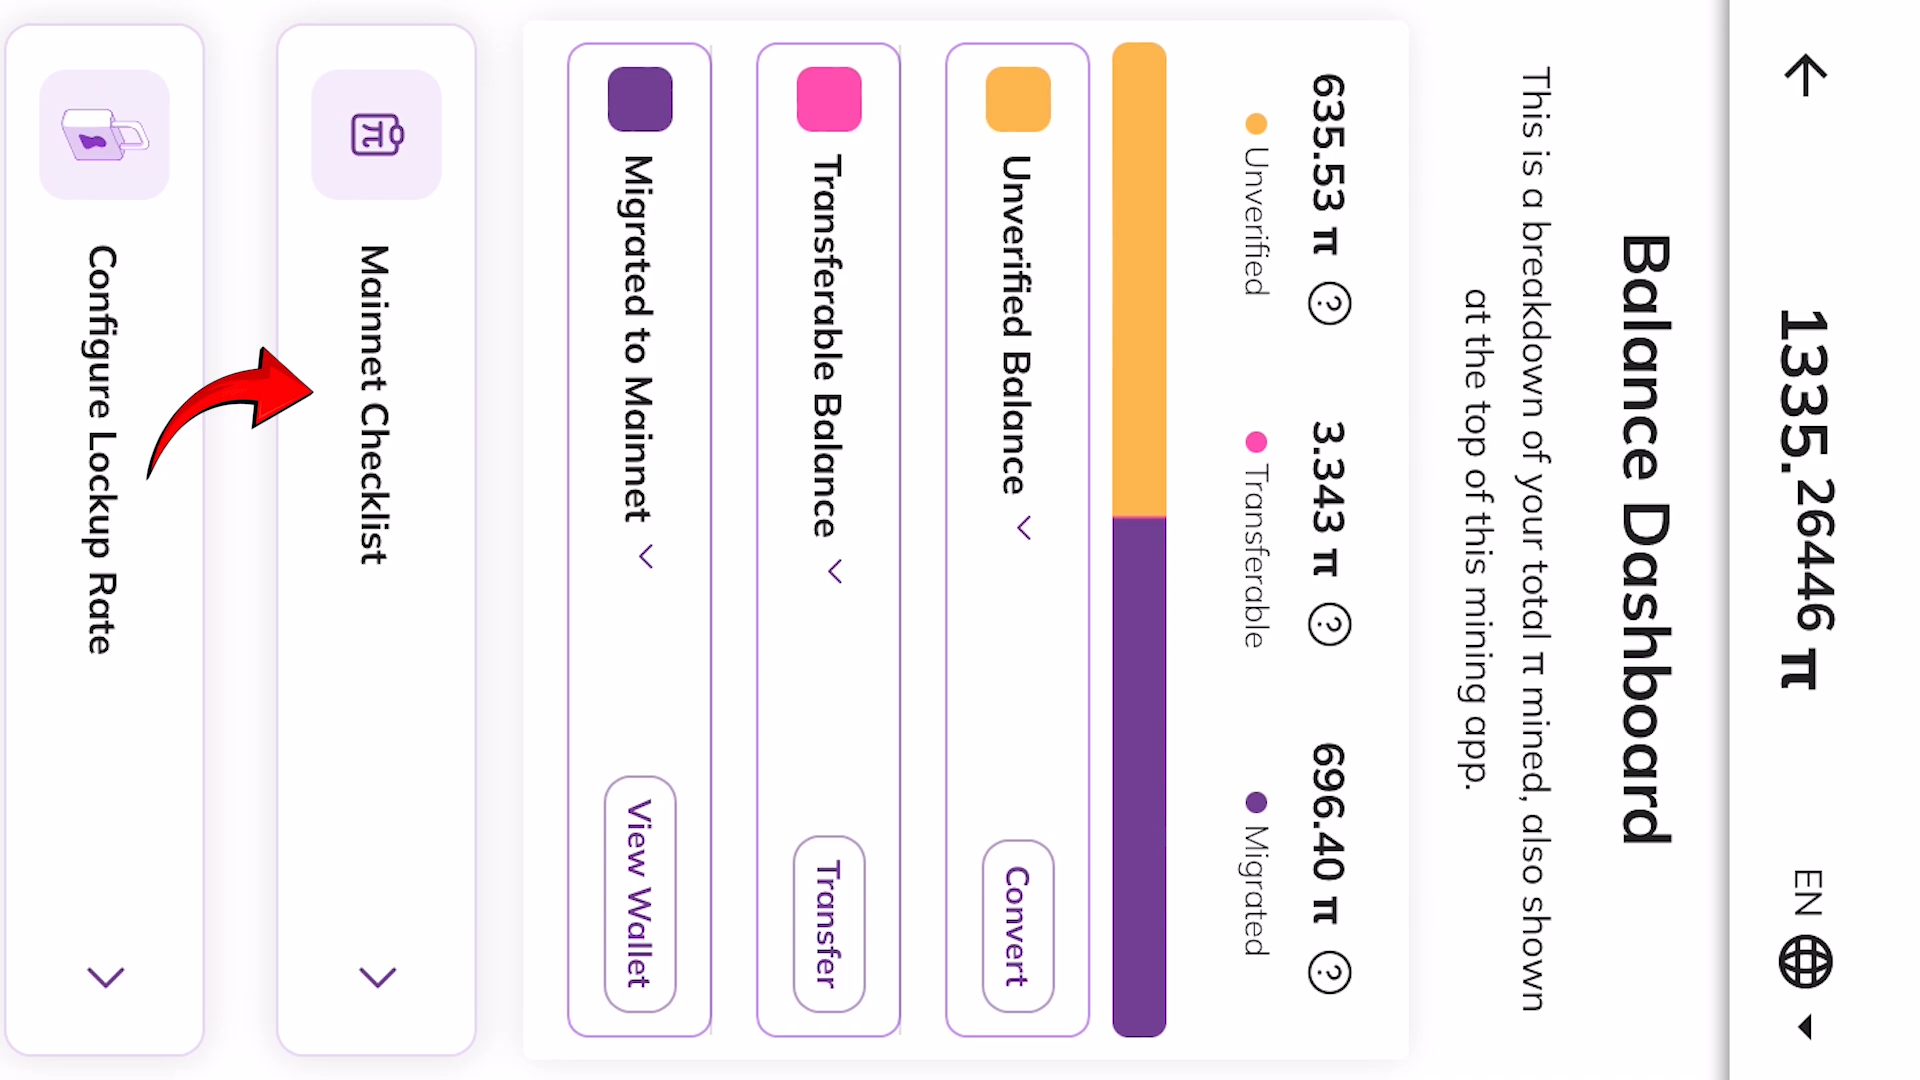 1335.26446 π EN
Balance Dashboard
This is a breakdown of your total π mined, also shown
at the top of this mining app.
635.53 π ? 3.343 π ? 696.40 π ?
Unverified Transferable Migrated
Unverified Balance Convert
Transferable Balance Transfer
Migrated to Mainnet View Wallet
Mainnet Checklist
Configure Lockup Rate